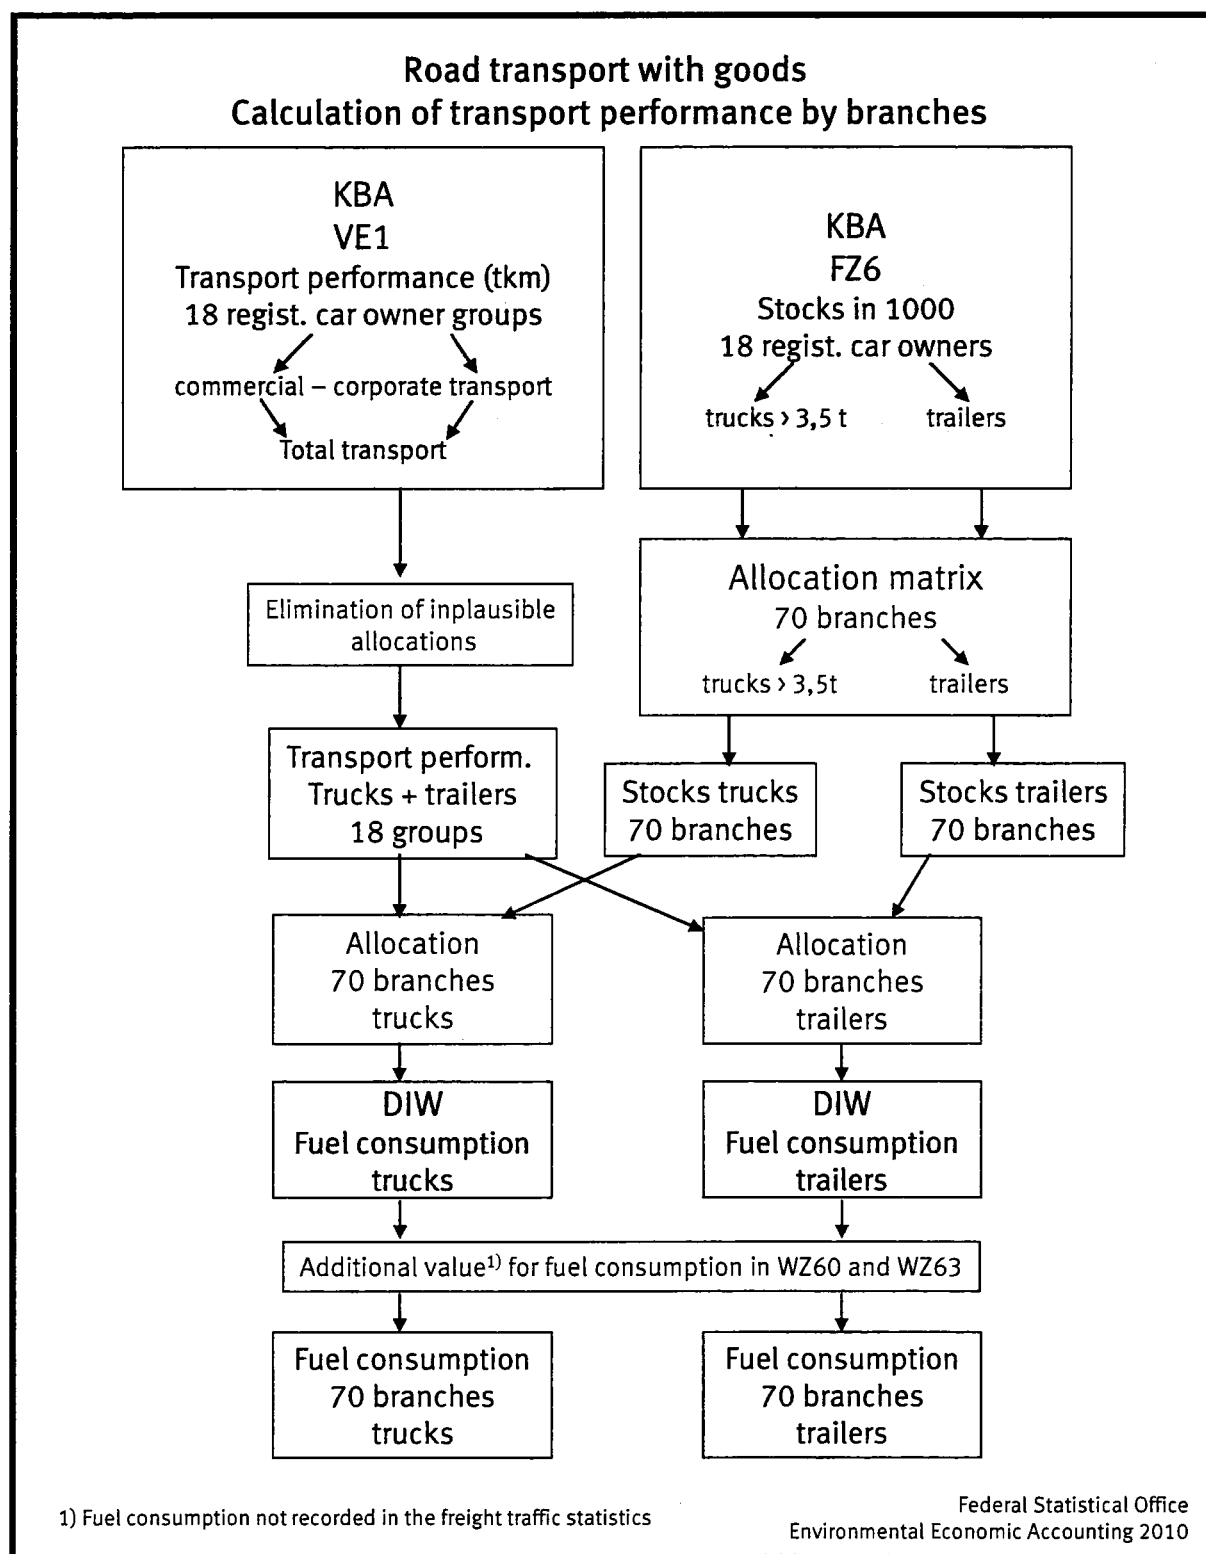 Road transport with goods
Calculation of transport performance by branches
KBA
VE1
Transport performance (tkm)
18 regist. car owner groups
commercial – corporate transport
Total transport
KBA
FZ6
Stocks in 1000
18 regist. car owners
trucks > 3,5 t
trailers
Elimination of inplausible
allocations
Allocation matrix
70 branches
trucks > 3,5t
trailers
Transport perform.
Trucks + trailers
18 groups
Stocks trucks
70 branches
Stocks trailers
70 branches
Allocation
70 branches
trucks
Allocation
70 branches
trailers
DIW
Fuel consumption
trucks
DIW
Fuel consumption
trailers
Additional value1) for fuel consumption in WZ60 and WZ63
Fuel consumption
70 branches
trucks
Fuel consumption
70 branches
trailers
1) Fuel consumption not recorded in the freight traffic statistics
Federal Statistical Office
Environmental Economic Accounting 2010